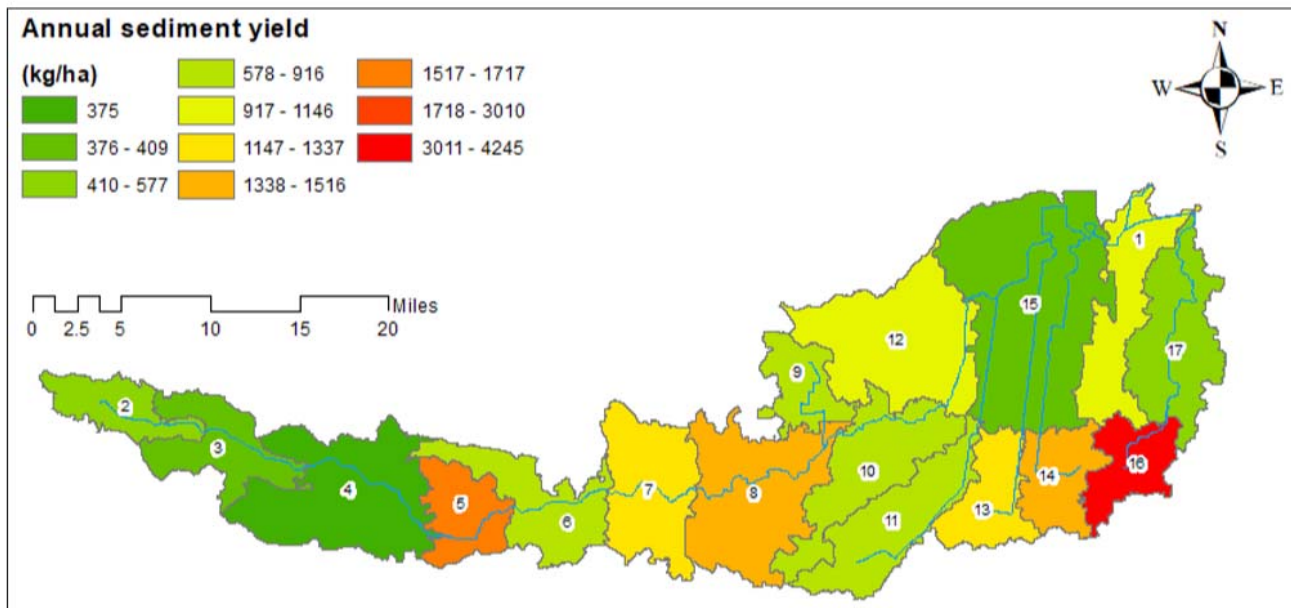 Annual sediment yield
(kg/ha)
375
376 - 409
410 - 577
578 - 916
917 - 1146
1147 - 1337
1338 - 1516
1517 - 1717
1718 - 3010
3011 - 4245
N
W E
S
Miles
0 2.5 5 10 15 20
1
2
3
4
5
6
7
8
9
10
11
12
13
14
15
16
17